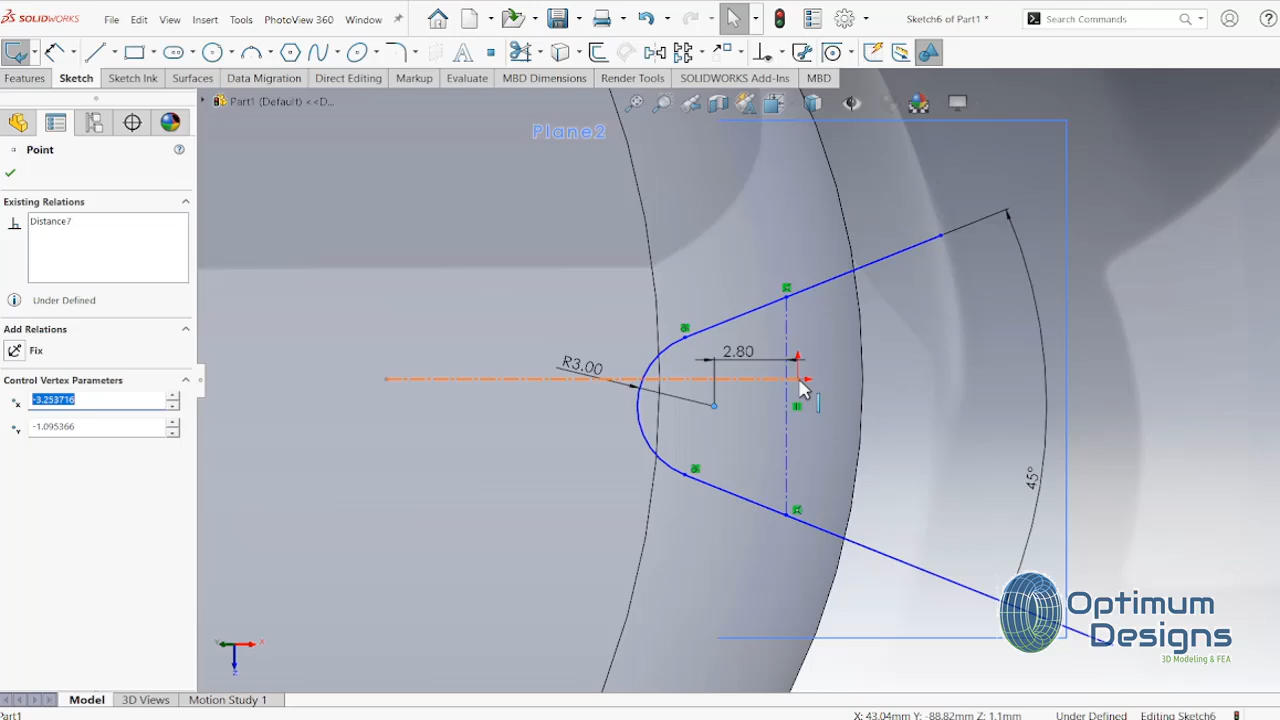 SOLIDWORKS File Edit View Insert Tools PhotoView 360 Window Sketch6 of Part1 * Search Commands
Features Sketch Sketch Ink Surfaces Data Migration Direct Editing Markup Evaluate MBD Dimensions Render Tools SOLIDWORKS Add-Ins MBD
Part1 (Default) <<D...
Plane2
Point
Existing Relations
Distance7
Under Defined
Add Relations
Fix
Control Vertex Parameters
-3.253716
-1.095366
R3.00
2.80
45°
Optimum
Designs
3D Modeling & FEA
Model 3D Views Motion Study 1
Part1 X: 43.04mm Y: -88.82mm Z: 1.1mm Under Defined Editing Sketch6